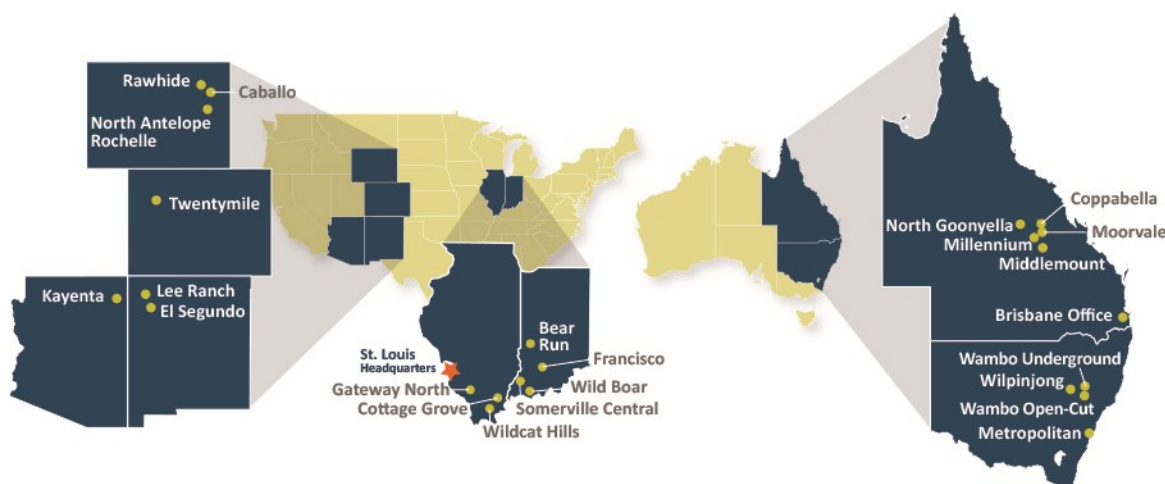 Rawhide
Caballo
North Antelope
Rochelle
Twentymile
Kayenta
Lee Ranch
El Segundo
St. Louis
Headquarters
Gateway North
Cottage Grove
Wildcat Hills
Bear
Run
Francisco
Wild Boar
Somerville Central
Coppabella
North Goonyella
Moorvale
Millennium
Middlemount
Brisbane Office
Wambo Underground
Wilpinjong
Wambo Open-Cut
Metropolitan